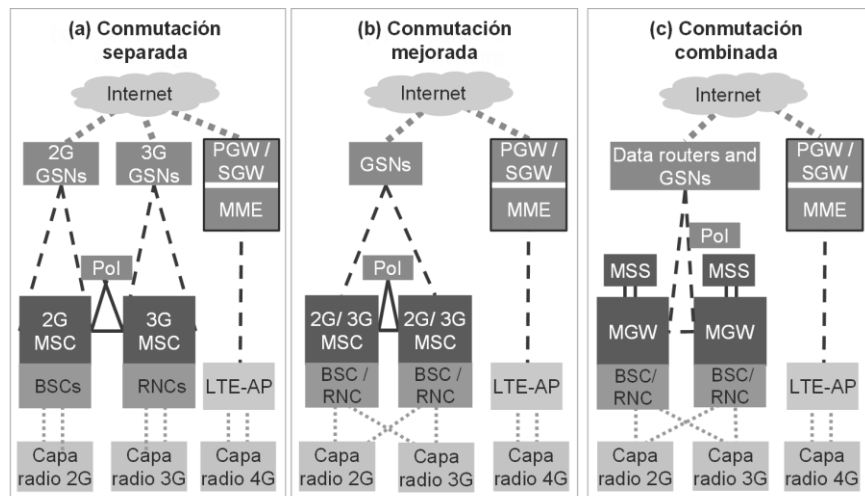 (a) Conmutación
separada
Internet
2G
GSNs
3G
GSNs
PGW /
SGW
MME
PoI
2G
MSC
3G
MSC
BSCs
RNCs
LTE-AP
Capa
radio 2G
Capa
radio 3G
Capa
radio 4G
(b) Conmutación
mejorada
Internet
GSNs
PGW /
SGW
MME
PoI
2G/ 3G
MSC
2G/ 3G
MSC
BSC /
RNC
BSC /
RNC
LTE-AP
Capa
radio 2G
Capa
radio 3G
Capa
radio 4G
(c) Conmutación
combinada
Internet
Data routers and
GSNs
PGW /
SGW
MME
PoI
MSS
MSS
MGW
MGW
BSC/
RNC
BSC/
RNC
LTE-AP
Capa
radio 2G
Capa
radio 3G
Capa
radio 4G